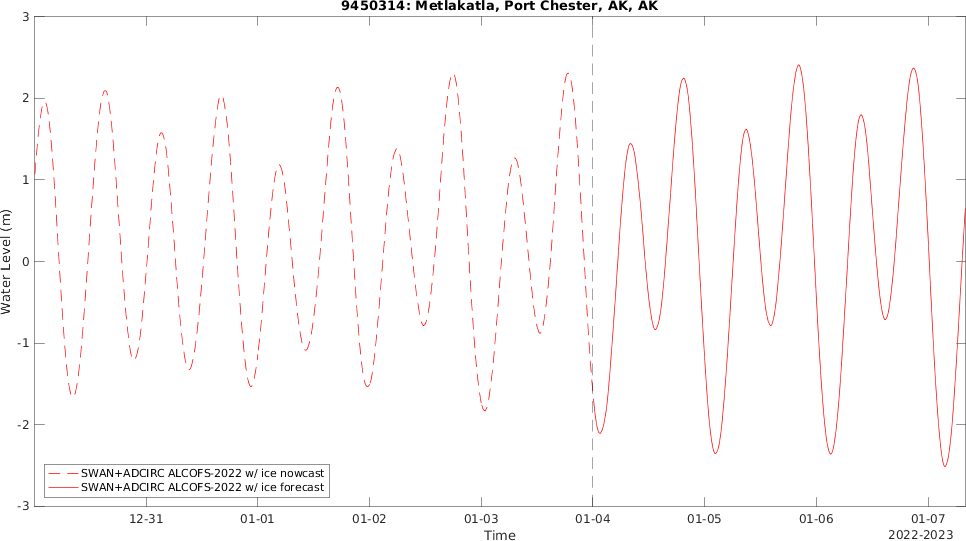 9450314: Metlakatla, Port Chester, AK, AK
3
2
1
0
-1
-2
-3
Water Level (m)
SWAN+ADCIRC ALCOFS-2022 w/ ice nowcast
SWAN+ADCIRC ALCOFS-2022 w/ ice forecast
12-31 01-01 01-02 01-03 01-04 01-05 01-06 01-07
Time
2022-2023